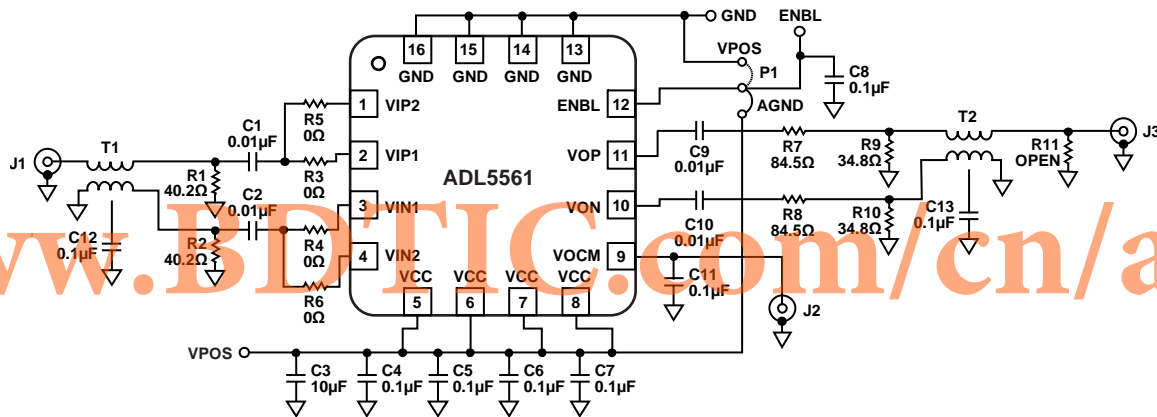 GND
ENBL
16
15
14
13
GND
GND
GND
GND
VPOS
P1
AGND
C8
0.1µF
1
VIP2
ENBL
12
R5
0Ω
C1
0.01µF
2
VIP1
VOP
11
R3
0Ω
C9
0.01µF
R7
84.5Ω
R9
34.8Ω
T2
R11
OPEN
J3
J1
T1
R1
40.2Ω
ADL5561
C2
0.01µF
3
VIN1
VON
10
R4
0Ω
C10
0.01µF
R8
84.5Ω
R10
34.8Ω
C13
0.1µF
C12
0.1µF
R2
40.2Ω
4
VIN2
VOCM
9
R6
0Ω
C11
0.1µF
J2
VCC
VCC
VCC
VCC
5
6
7
8
VPOS
C3
10µF
C4
0.1µF
C5
0.1µF
C6
0.1µF
C7
0.1µF
w.BDTIC.com/cn/a